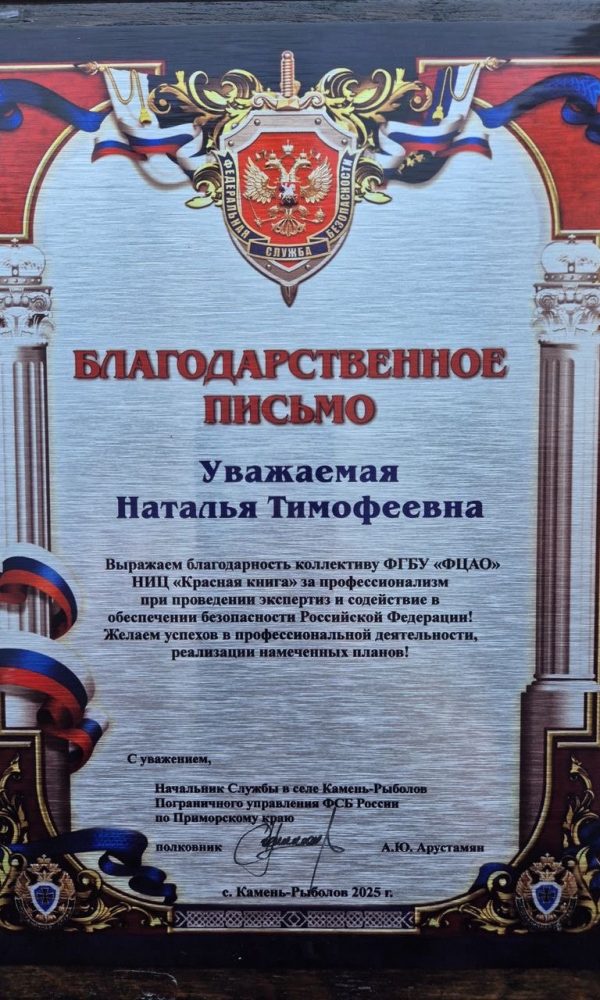 ФЕДЕРАЛЬНАЯ
СЛУЖБА
БЕЗОПАСНОСТИ
БЛАГОДАРСТВЕННОЕ
ПИСЬМО
Уважаемая
Наталья Тимофеевна
Выражаем благодарность коллективу ФГБУ «ФЦАО»
НИЦ «Красная книга» за профессионализм
при проведении экспертиз и содействие в
обеспечении безопасности Российской Федерации!
Желаем успехов в профессиональной деятельности,
реализации намеченных планов!
С уважением,
Начальник Службы в селе Камень-Рыболов
Пограничного управления ФСБ России
по Приморскому краю
полковник А.Ю. Арустамян
с. Камень-Рыболов 2025 г.